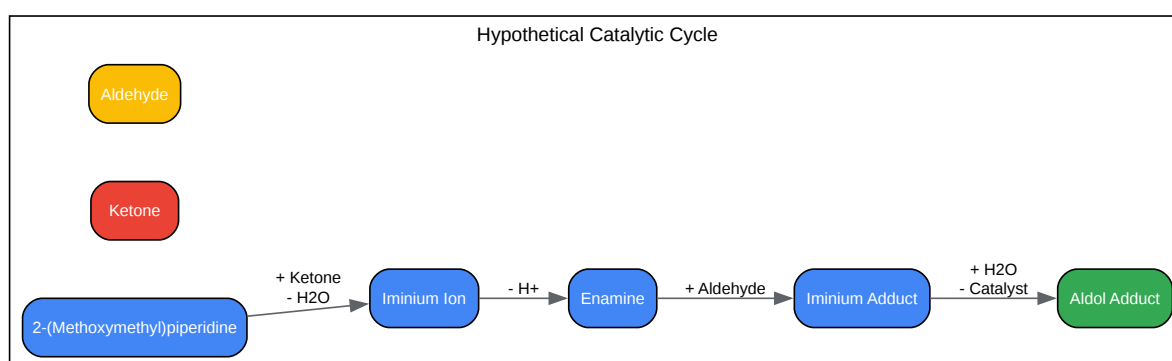 Hypothetical Catalytic Cycle
Aldehyde
Ketone
2-(Methoxymethyl)piperidine
+ Ketone
- H2O
Iminium Ion
- H+
Enamine
+ Aldehyde
Iminium Adduct
+ H2O
- Catalyst
Aldol Adduct